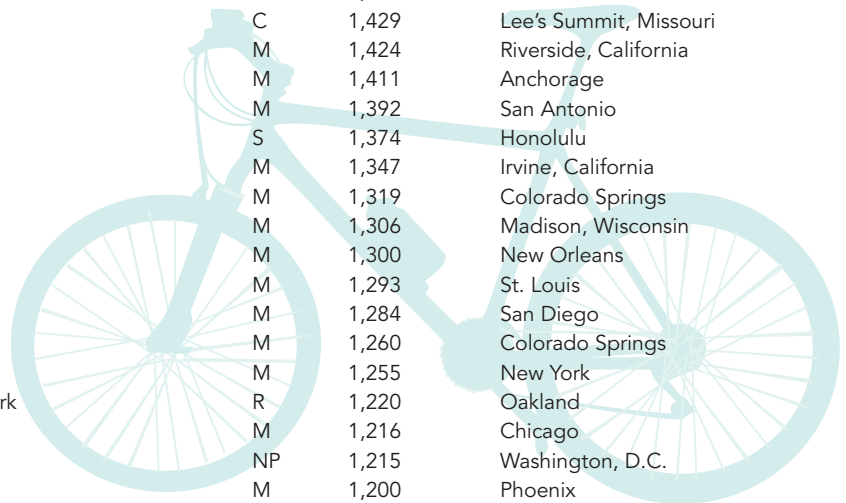 C 1,429 Lee's Summit, Missouri
M 1,424 Riverside, California
M 1,411 Anchorage
M 1,392 San Antonio
S 1,374 Honolulu
M 1,347 Irvine, California
M 1,319 Colorado Springs
M 1,306 Madison, Wisconsin
M 1,300 New Orleans
M 1,293 St. Louis
M 1,284 San Diego
M 1,260 Colorado Springs
M 1,255 New York
rk R 1,220 Oakland
M 1,216 Chicago
NP 1,215 Washington, D.C.
M 1,200 Phoenix